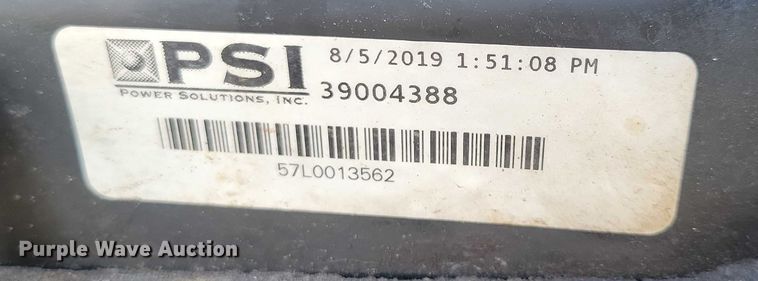 PSI 8/5/2019 1:51:08 PM
POWER SOLUTIONS, INC. 39004388
57L0013562
Purple Wave Auction